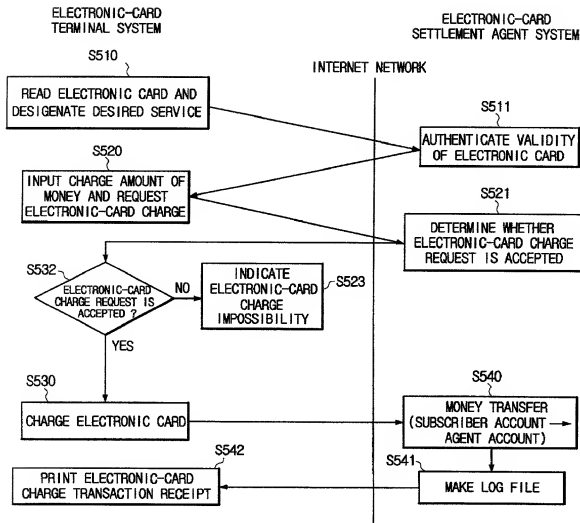 ELECTRONIC-CARD
TERMINAL SYSTEM
ELECTRONIC-CARD
SETTLEMENT AGENT SYSTEM
INTERNET NETWORK
S510
READ ELECTRONIC CARD AND
DESIGENATE DESIRED SERVICE
S511
AUTHENTICATE VALIDITY
OF ELECTRONIC CARD
S520
INPUT CHARGE AMOUNT OF
MONEY AND REQUEST
ELECTRONIC-CARD CHARGE
S521
DETERMINE WHETHER
ELECTRONIC-CARD CHARGE
REQUEST IS ACCEPTED
S532
ELECTRONIC-CARD
CHARGE REQUEST IS
ACCEPTED ?
NO
INDICATE
ELECTRONIC-CARD
CHARGE
IMPOSSIBILITY
S523
YES
S530
CHARGE ELECTRONIC CARD
S540
MONEY TRANSFER
(SUBSCRIBER ACCOUNT →
AGENT ACCOUNT)
S541
MAKE LOG FILE
S542
PRINT ELECTRONIC-CARD
CHARGE TRANSACTION RECEIPT